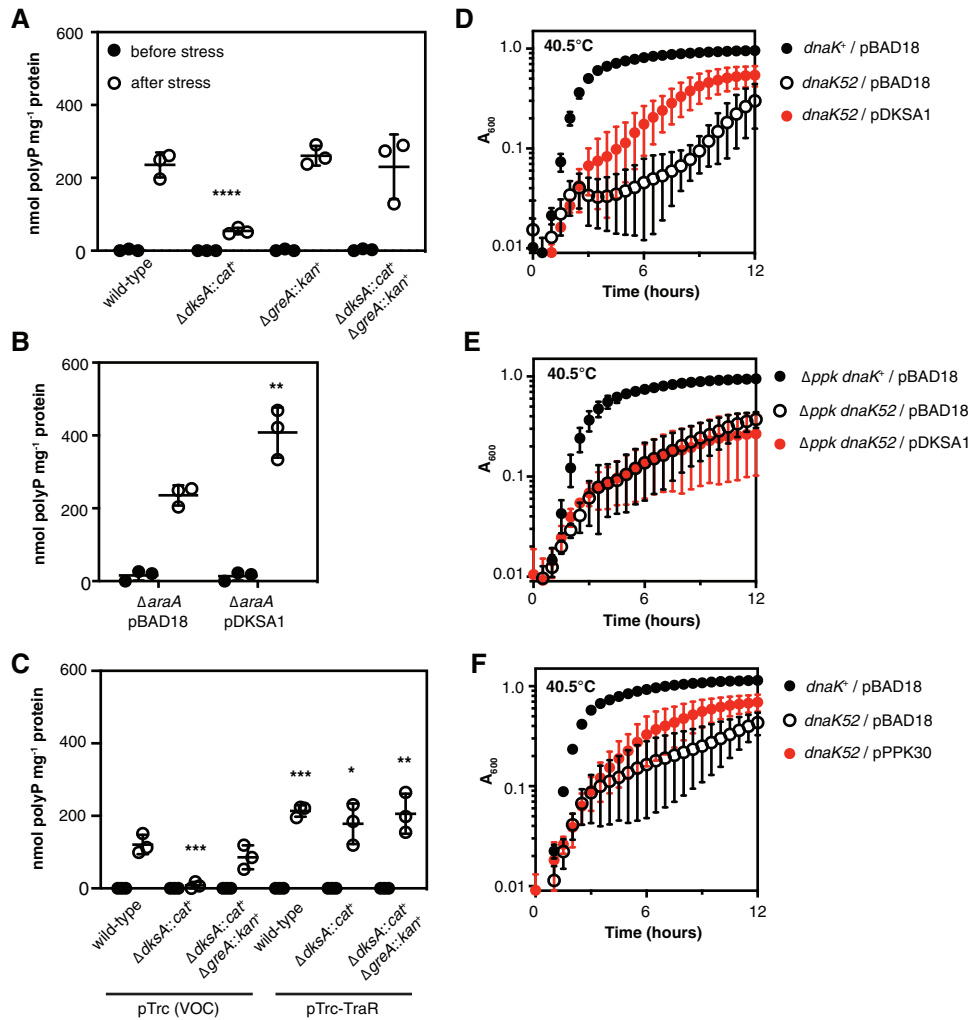 A
nmol polyP mg⁻¹ protein
600
400
200
0
before stress
after stress
****
wild-type
ΔdksA::cat⁺
ΔgreA::kan⁺
ΔdksA::cat⁺
ΔgreA::kan⁺
B
nmol polyP mg⁻¹ protein
600
400
200
0
**
ΔaraA
pBAD18
ΔaraA
pDKSA1
C
nmol polyP mg⁻¹ protein
600
400
200
0
***
***
*
**
wild-type
ΔdksA::cat⁺
ΔdksA::cat⁺
ΔgreA::kan⁺
wild-type
ΔdksA::cat⁺
ΔdksA::cat⁺
ΔgreA::kan⁺
pTrc (VOC)
pTrc-TraR
D
40.5°C
A₆₀₀
1.0
0.1
0.01
0
6
12
Time (hours)
dnaK⁺ / pBAD18
dnaK52 / pBAD18
dnaK52 / pDKSA1
E
40.5°C
A₆₀₀
1.0
0.1
0.01
0
6
12
Time (hours)
Δppk dnaK⁺ / pBAD18
Δppk dnaK52 / pBAD18
Δppk dnaK52 / pDKSA1
F
40.5°C
A₆₀₀
1.0
0.1
0.01
0
6
12
Time (hours)
dnaK⁺ / pBAD18
dnaK52 / pBAD18
dnaK52 / pPPK30